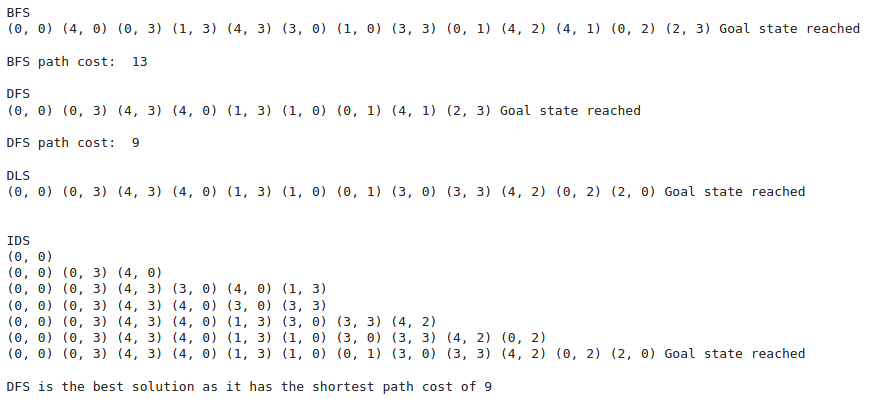 BFS
(0, 0) (4, 0) (0, 3) (1, 3) (4, 3) (3, 0) (1, 0) (3, 3) (0, 1) (4, 2) (4, 1) (0, 2) (2, 3) Goal state reached
BFS path cost:  13
DFS
(0, 0) (0, 3) (4, 3) (4, 0) (1, 3) (1, 0) (0, 1) (4, 1) (2, 3) Goal state reached
DFS path cost:  9
DLS
(0, 0) (0, 3) (4, 3) (4, 0) (1, 3) (1, 0) (0, 1) (3, 0) (3, 3) (4, 2) (0, 2) (2, 0) Goal state reached
IDS
(0, 0)
(0, 0) (0, 3) (4, 0)
(0, 0) (0, 3) (4, 3) (3, 0) (4, 0) (1, 3)
(0, 0) (0, 3) (4, 3) (4, 0) (3, 0) (3, 3)
(0, 0) (0, 3) (4, 3) (4, 0) (1, 3) (3, 0) (3, 3) (4, 2)
(0, 0) (0, 3) (4, 3) (4, 0) (1, 3) (1, 0) (3, 0) (3, 3) (4, 2) (0, 2)
(0, 0) (0, 3) (4, 3) (4, 0) (1, 3) (1, 0) (0, 1) (3, 0) (3, 3) (4, 2) (0, 2) (2, 0) Goal state reached
DFS is the best solution as it has the shortest path cost of 9